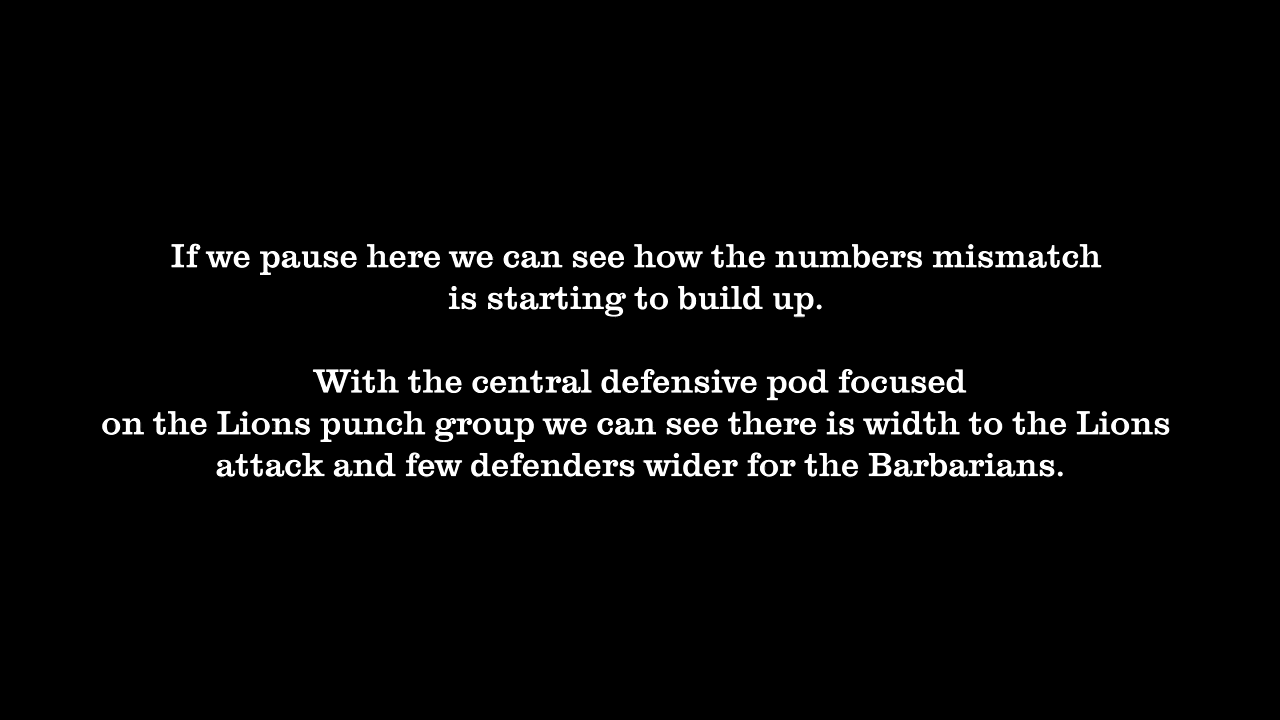 If we pause here we can see how the numbers mismatch
is starting to build up.
With the central defensive pod focused
on the Lions punch group we can see there is width to the Lions
attack and few defenders wider for the Barbarians.